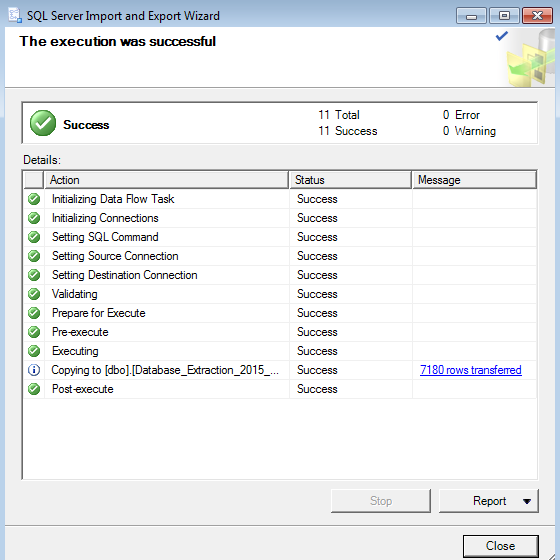 SQL Server Import and Export Wizard
The execution was successful
Success 11 Total 0 Error
11 Success 0 Warning
Details:
Action Status Message
Initializing Data Flow Task Success
Initializing Connections Success
Setting SQL Command Success
Setting Source Connection Success
Setting Destination Connection Success
Validating Success
Prepare for Execute Success
Pre-execute Success
Executing Success
Copying to [dbo].[Database_Extraction_2015_... Success 7180 rows transferred
Post-execute Success
Stop Report
Close